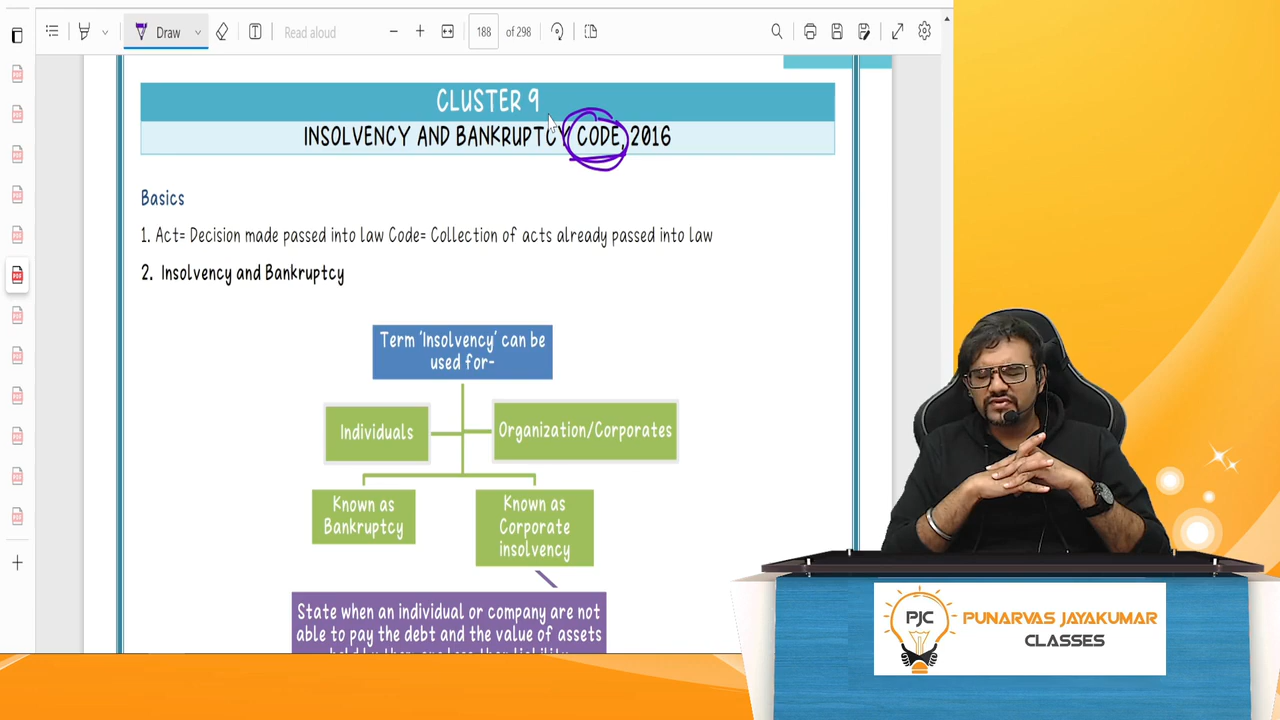 Draw
Read aloud
188
of 298
CLUSTER 9
INSOLVENCY AND BANKRUPTCY CODE, 2016
Basics
1. Act= Decision made passed into law Code= Collection of acts already passed into law
2. Insolvency and Bankruptcy
Term 'Insolvency' can be
used for-
Individuals
Organization/Corporates
Known as
Bankruptcy
Known as
Corporate
insolvency
State when an individual or company are not
able to pay the debt and the value of assets
PJC
PUNARVAS JAYAKUMAR
CLASSES